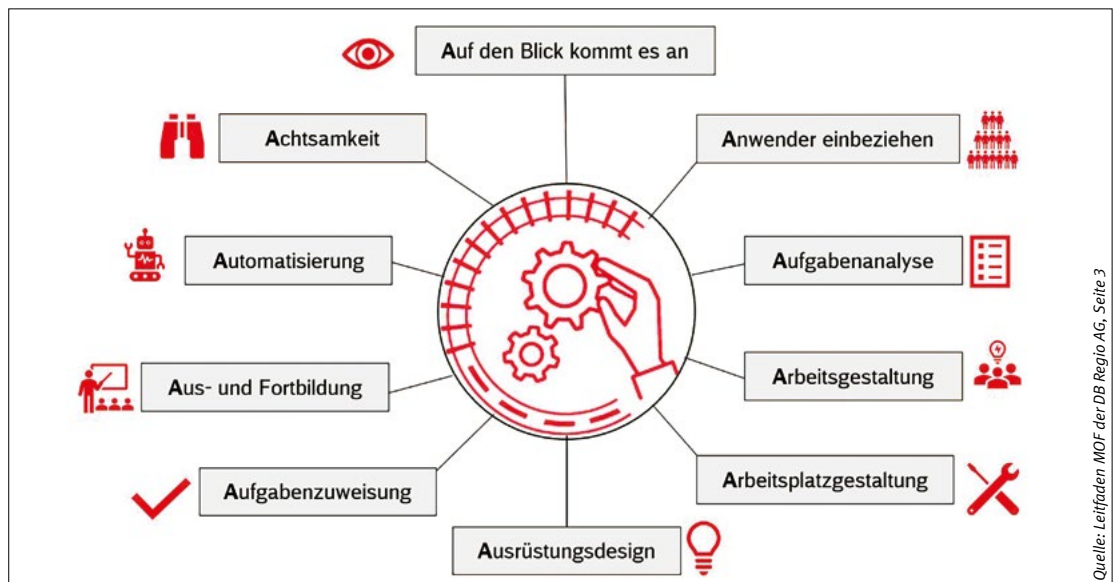 Auf den Blick kommt es an
Achtsamkeit
Anwender einbeziehen
Automatisierung
Aufgabenanalyse
Aus- und Fortbildung
Arbeitsgestaltung
Aufgabenzuweisung
Arbeitsplatzgestaltung
Ausrüstungsdesign
Quelle: Leitfaden MOF der DB Regio AG, Seite 3